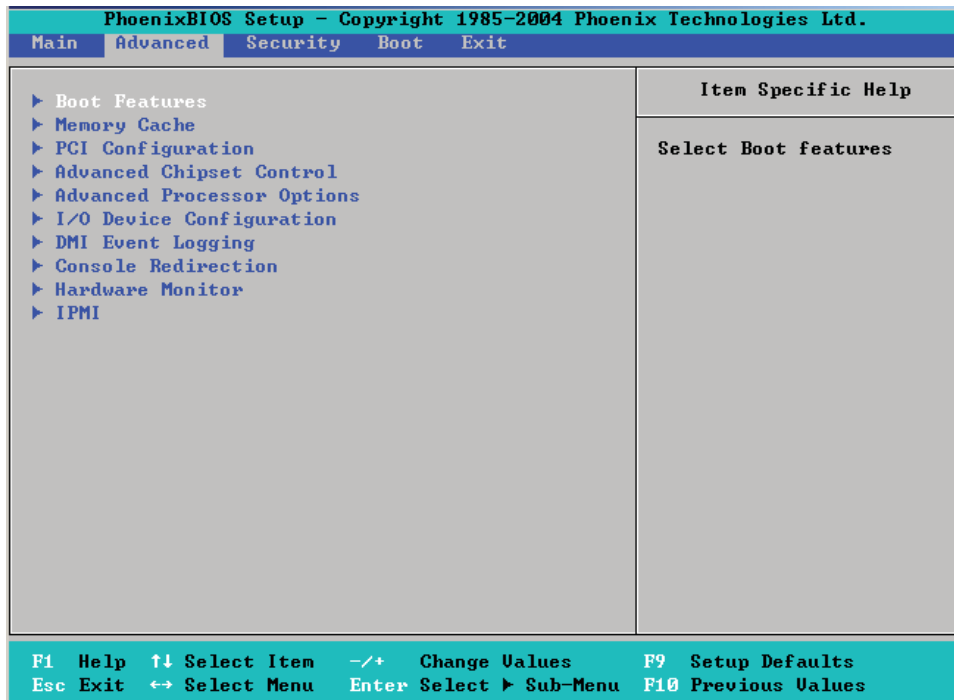 PhoenixBIOS Setup - Copyright 1985-2004 Phoenix Technologies Ltd.
Main Advanced Security Boot Exit
Item Specific Help
Select Boot features
▶ Boot Features
▶ Memory Cache
▶ PCI Configuration
▶ Advanced Chipset Control
▶ Advanced Processor Options
▶ I/O Device Configuration
▶ DMI Event Logging
▶ Console Redirection
▶ Hardware Monitor
▶ IPMI
F1 Help ↑↓ Select Item -/+ Change Values F9 Setup Defaults
Esc Exit ↔ Select Menu Enter Select ▶ Sub-Menu F10 Previous Values